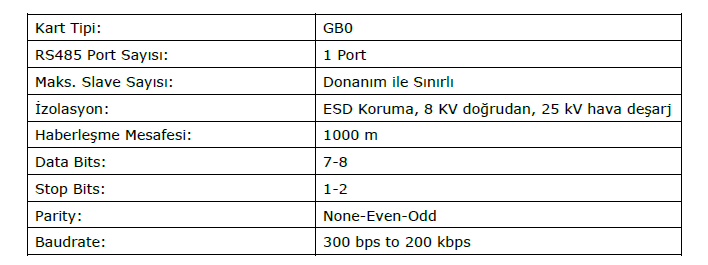 Kart Tipi: GB0
RS485 Port Sayısı: 1 Port
Maks. Slave Sayısı: Donanım ile Sınırlı
İzolasyon: ESD Koruma, 8 KV doğrudan, 25 kV hava deşarj
Haberleşme Mesafesi: 1000 m
Data Bits: 7-8
Stop Bits: 1-2
Parity: None-Even-Odd
Baudrate: 300 bps to 200 kbps